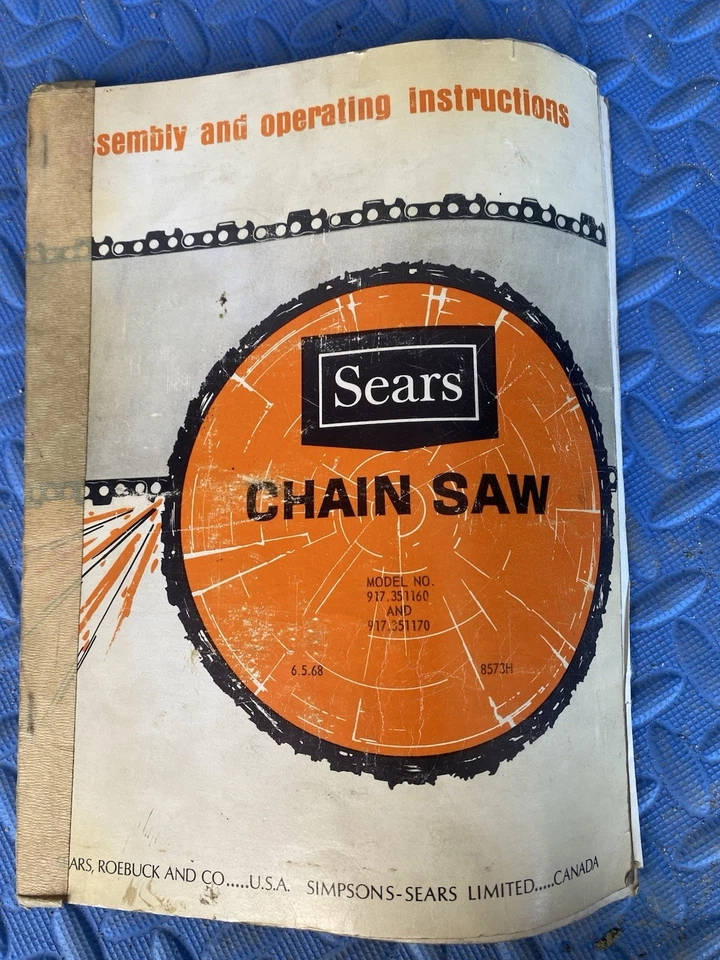 ssembly and operating instructions
Sears
CHAIN SAW
MODEL NO.
917.351160
AND
917.351170
6.5.68 8573H
ARS, ROEBUCK AND CO.....U.S.A. SIMPSONS-SEARS LIMITED.....CANADA